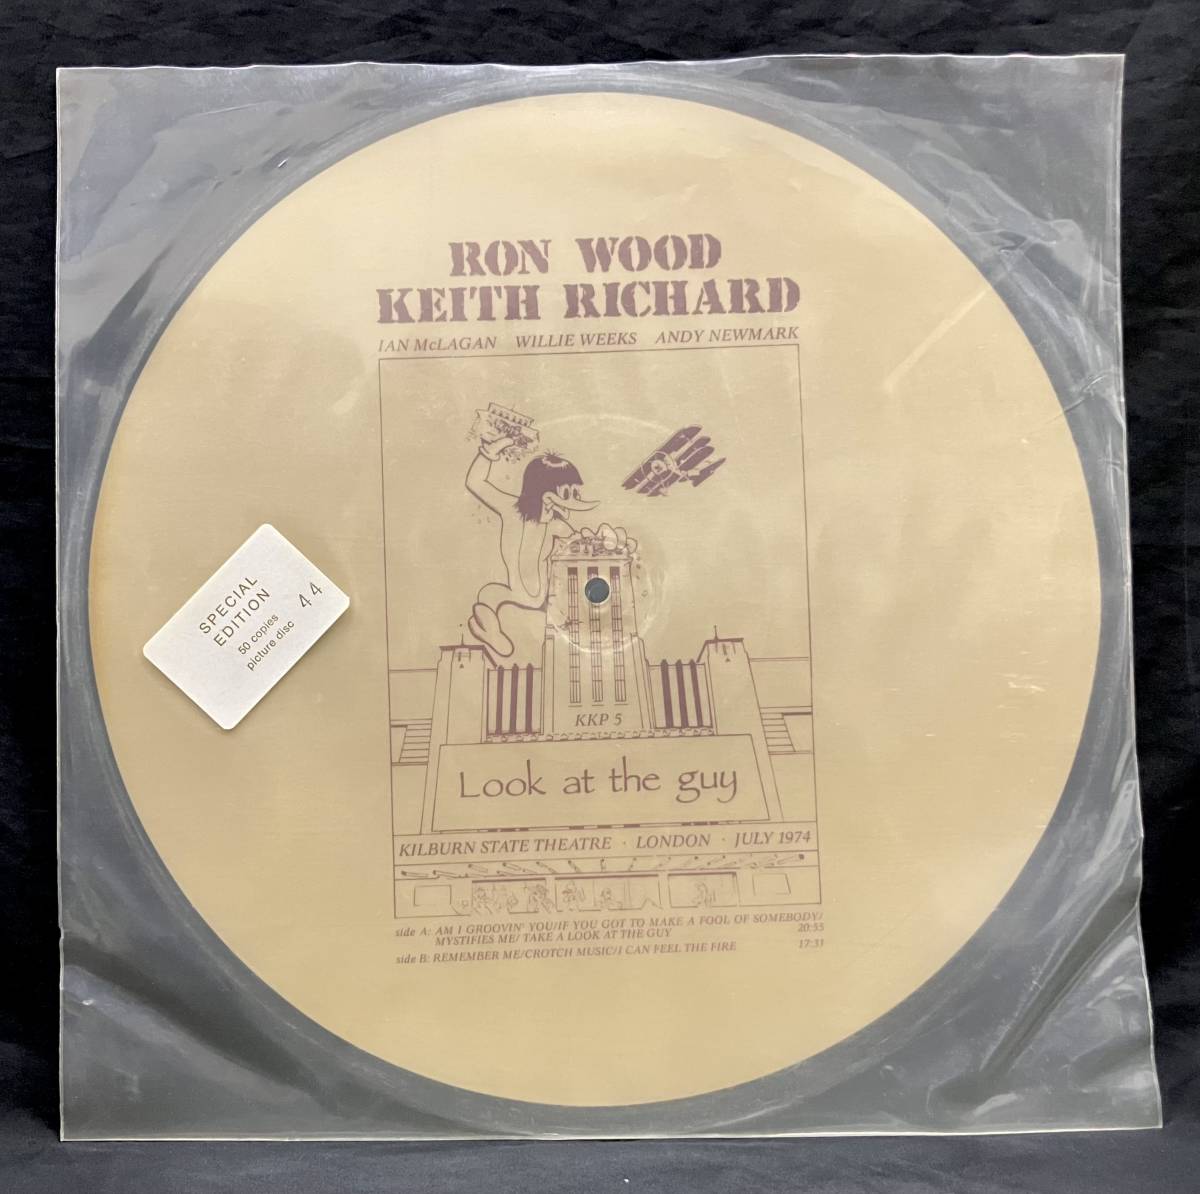 RON WOOD
KEITH RICHARD
IAN McLAGAN WILLIE WEEKS ANDY NEWMARK
SPECIAL
EDITION
50 copies
picture disc 44
KKP 5
Look at the guy
KILBURN STATE THEATRE · LONDON · JULY 1974
side A: AM I GROOVIN' YOU/IF YOU GOT TO MAKE A FOOL OF SOMEBODY/
MYSTIFIES ME/ TAKE A LOOK AT THE GUY 20:55
side B: REMEMBER ME/CROTCH MUSIC/I CAN FEEL THE FIRE 17:31